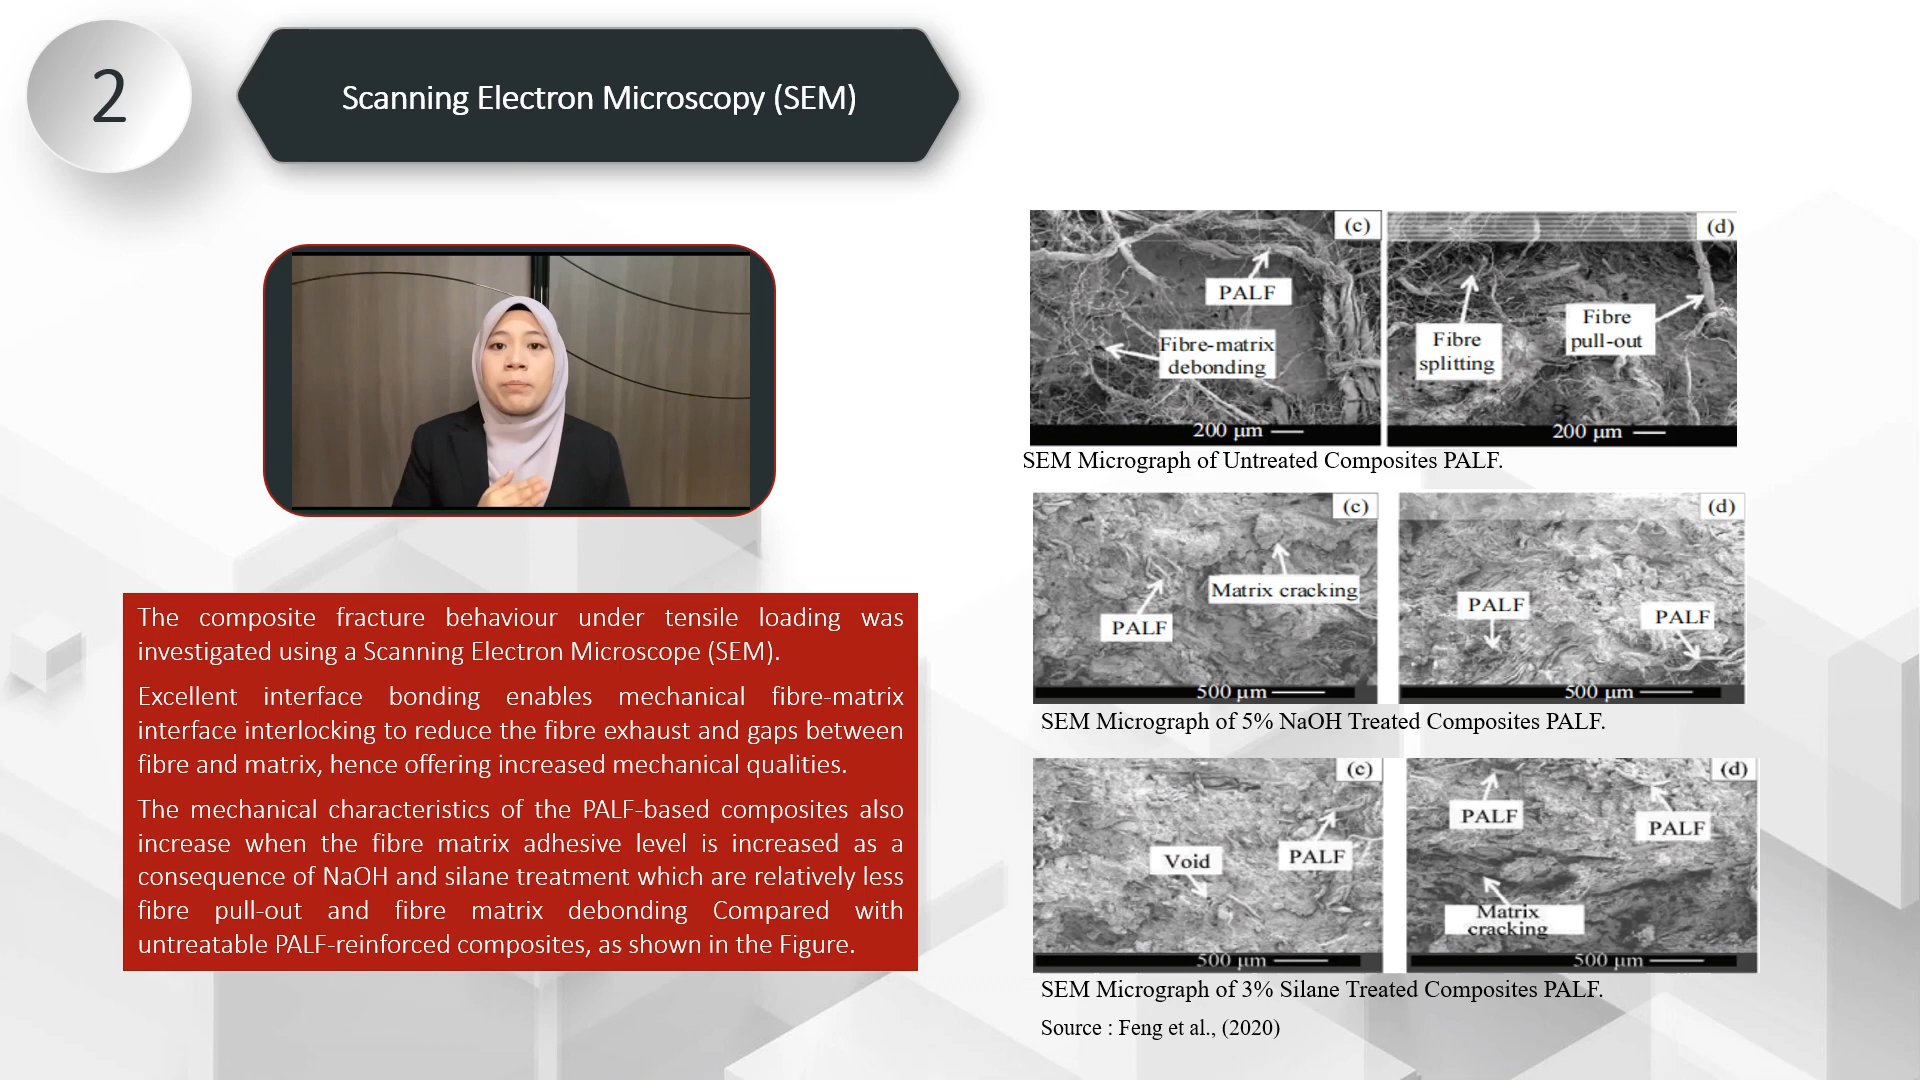 2
Scanning Electron Microscopy (SEM)
The composite fracture behaviour under tensile loading was
investigated using a Scanning Electron Microscope (SEM).
Excellent interface bonding enables mechanical fibre-matrix
interface interlocking to reduce the fibre exhaust and gaps between
fibre and matrix, hence offering increased mechanical qualities.
The mechanical characteristics of the PALF-based composites also
increase when the fibre matrix adhesive level is increased as a
consequence of NaOH and silane treatment which are relatively less
fibre pull-out and fibre matrix debonding Compared with
untreatable PALF-reinforced composites, as shown in the Figure.
(c)
PALF
Fibre-matrix
debonding
200 µm
(d)
Fibre
splitting
Fibre
pull-out
200 µm
SEM Micrograph of Untreated Composites PALF.
(c)
Matrix cracking
PALF
500 µm
(d)
PALF
PALF
500 µm
SEM Micrograph of 5% NaOH Treated Composites PALF.
(c)
Void
PALF
500 µm
(d)
PALF
PALF
Matrix
cracking
500 µm
SEM Micrograph of 3% Silane Treated Composites PALF.
Source : Feng et al., (2020)